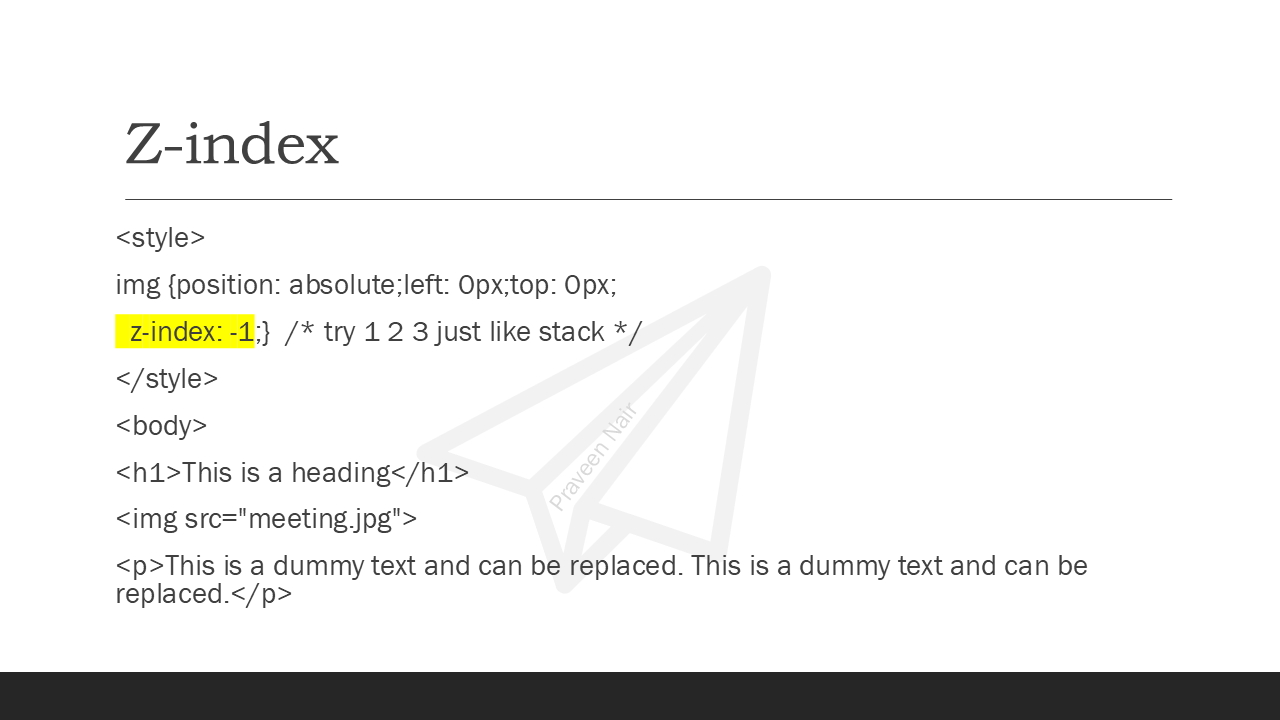 Z-index
<style>
img {position: absolute;left: 0px;top: 0px;
z-index: -1;}  /* try 1 2 3 just like stack */
</style>
<body>
<h1>This is a heading</h1>
<img src="meeting.jpg">
<p>This is a dummy text and can be replaced. This is a dummy text and can be
replaced.</p>
Praveen Nair